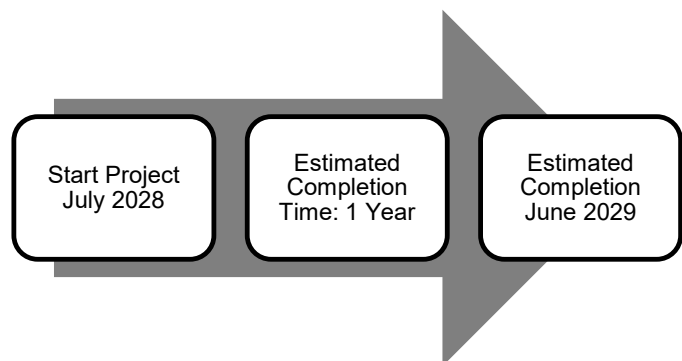 Start Project
July 2028
Estimated
Completion
Time: 1 Year
Estimated
Completion
June 2029